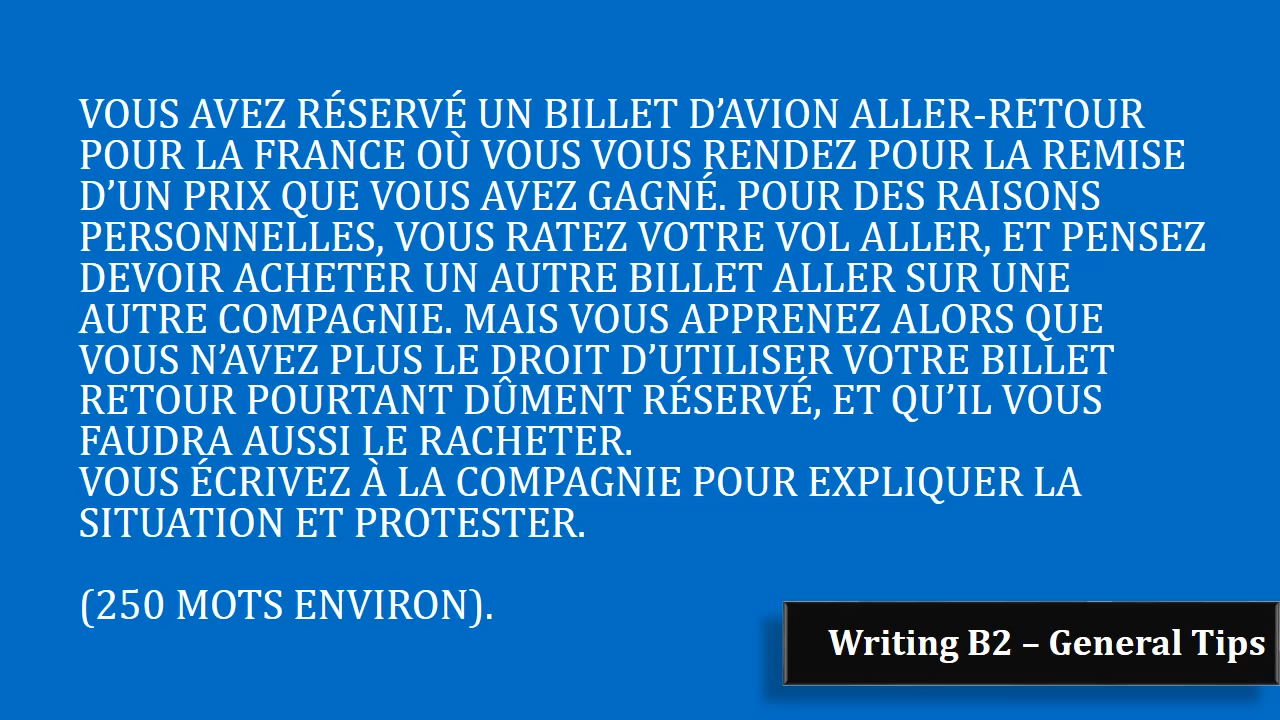 VOUS AVEZ RÉSERVÉ UN BILLET D’AVION ALLER-RETOUR
POUR LA FRANCE OÙ VOUS VOUS RENDEZ POUR LA REMISE
D’UN PRIX QUE VOUS AVEZ GAGNÉ. POUR DES RAISONS
PERSONNELLES, VOUS RATEZ VOTRE VOL ALLER, ET PENSEZ
DEVOIR ACHETER UN AUTRE BILLET ALLER SUR UNE
AUTRE COMPAGNIE. MAIS VOUS APPRENEZ ALORS QUE
VOUS N’AVEZ PLUS LE DROIT D’UTILISER VOTRE BILLET
RETOUR POURTANT DÛMENT RÉSERVÉ, ET QU’IL VOUS
FAUDRA AUSSI LE RACHETER.
VOUS ÉCRIVEZ À LA COMPAGNIE POUR EXPLIQUER LA
SITUATION ET PROTESTER.
(250 MOTS ENVIRON).
Writing B2 – General Tips